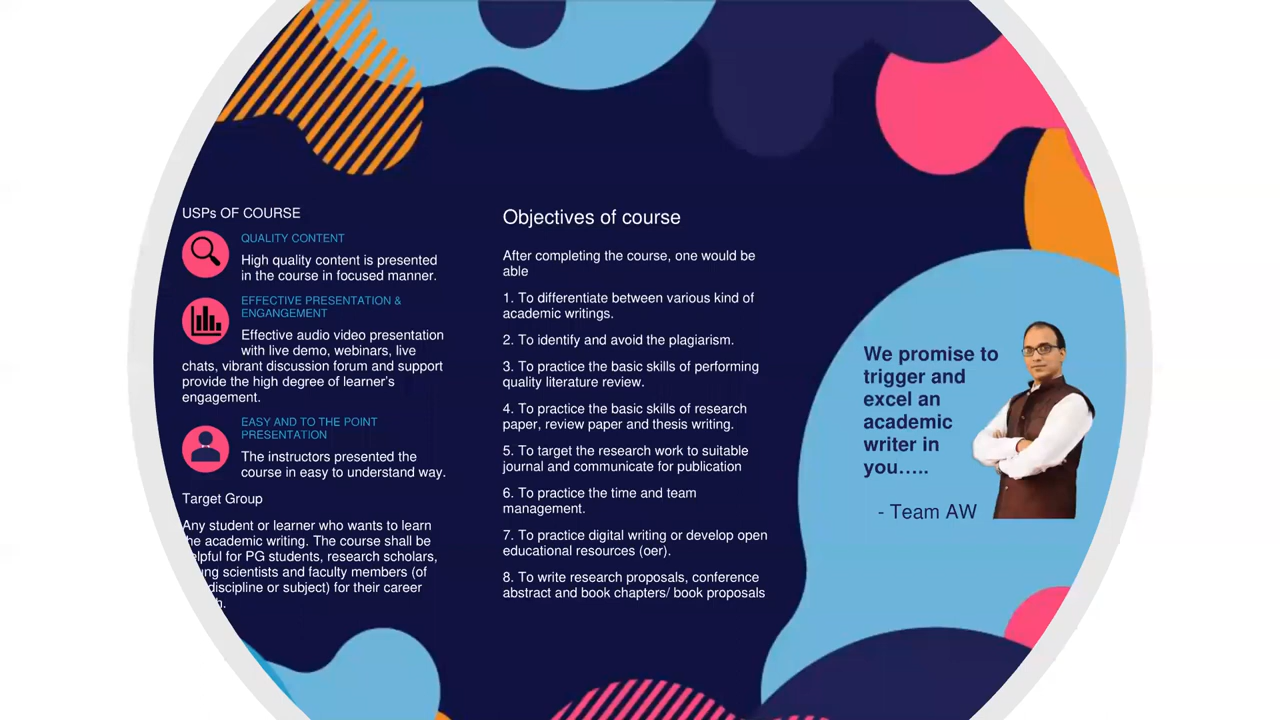 USPs OF COURSE
QUALITY CONTENT
High quality content is presented
in the course in focused manner.
EFFECTIVE PRESENTATION &
ENGANGEMENT
Effective audio video presentation
with live demo, webinars, live
chats, vibrant discussion forum and support
provide the high degree of learner's
engagement.
EASY AND TO THE POINT
PRESENTATION
The instructors presented the
course in easy to understand way.
Target Group
Any student or learner who wants to learn
academic writing. The course shall be
for PG students, research scholars,
scientists and faculty members (of
discipline or subject) for their career
Objectives of course
After completing the course, one would be
able
1. To differentiate between various kind of
academic writings.
2. To identify and avoid the plagiarism.
3. To practice the basic skills of performing
quality literature review.
4. To practice the basic skills of research
paper, review paper and thesis writing.
5. To target the research work to suitable
journal and communicate for publication
6. To practice the time and team
management.
7. To practice digital writing or develop open
educational resources (oer).
8. To write research proposals, conference
abstract and book chapters/ book proposals
We promise to
trigger and
excel an
academic
writer in
you.....
- Team AW